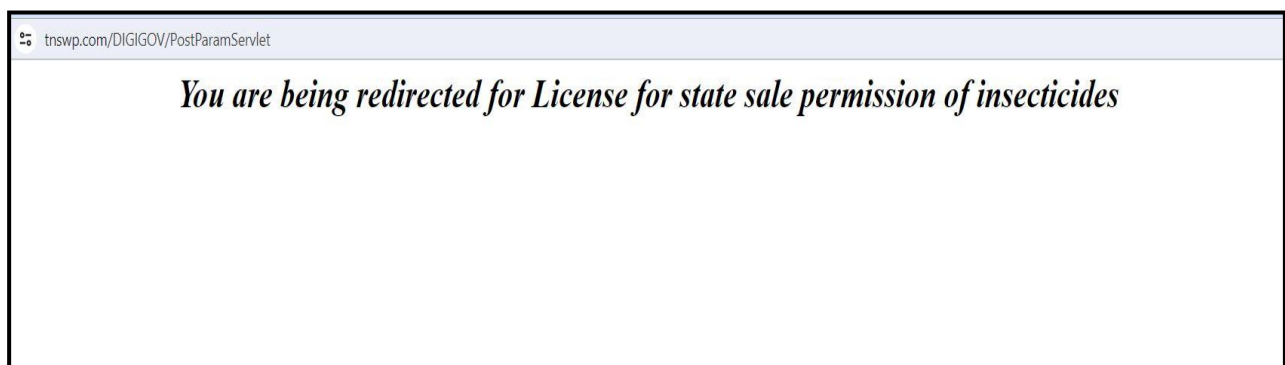 tnswp.com/DIGIGOV/PostParamServlet
You are being redirected for License for state sale permission of insecticides